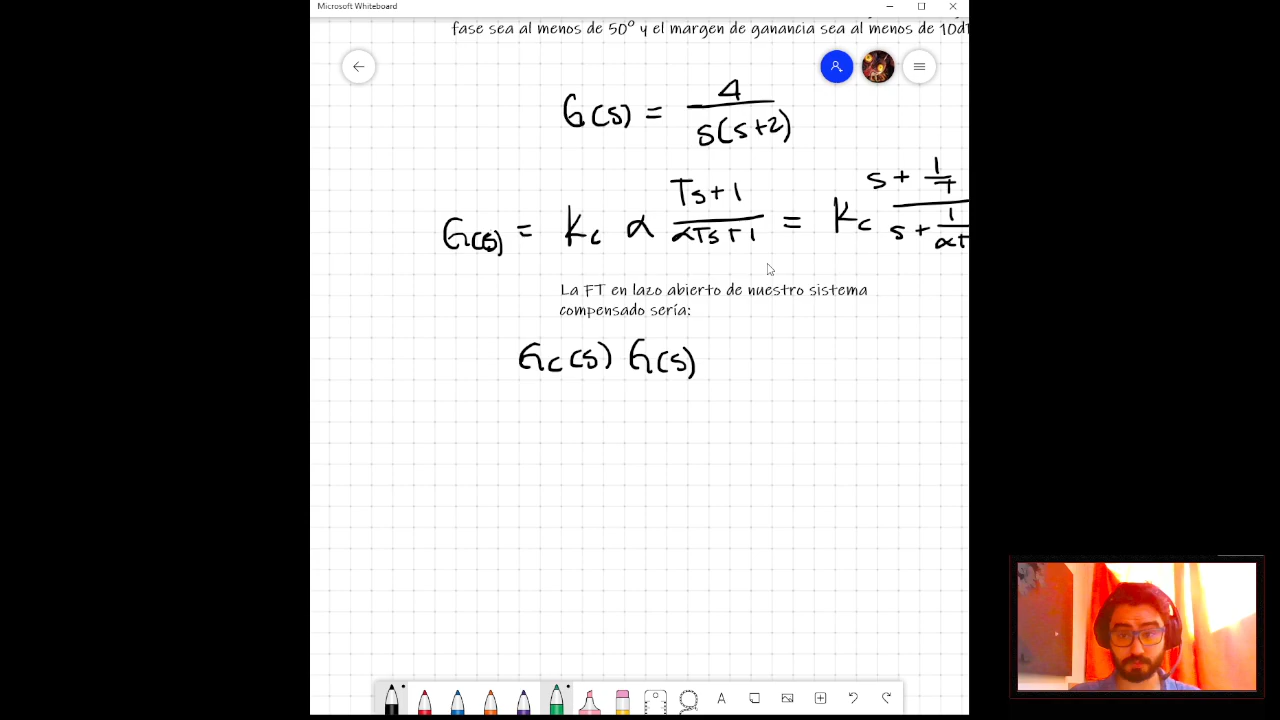 Microsoft Whiteboard
fase sea al menos de 50° y el margen de ganancia sea al menos de 10d
G(s) = 4 / s(s+2)
G(s) = Kc α Ts+1 / αTs+1 = Kc s + 1/T / s + 1/αT
La FT en lazo abierto de nuestro sistema
compensado sería:
Gc(s) G(s)
A